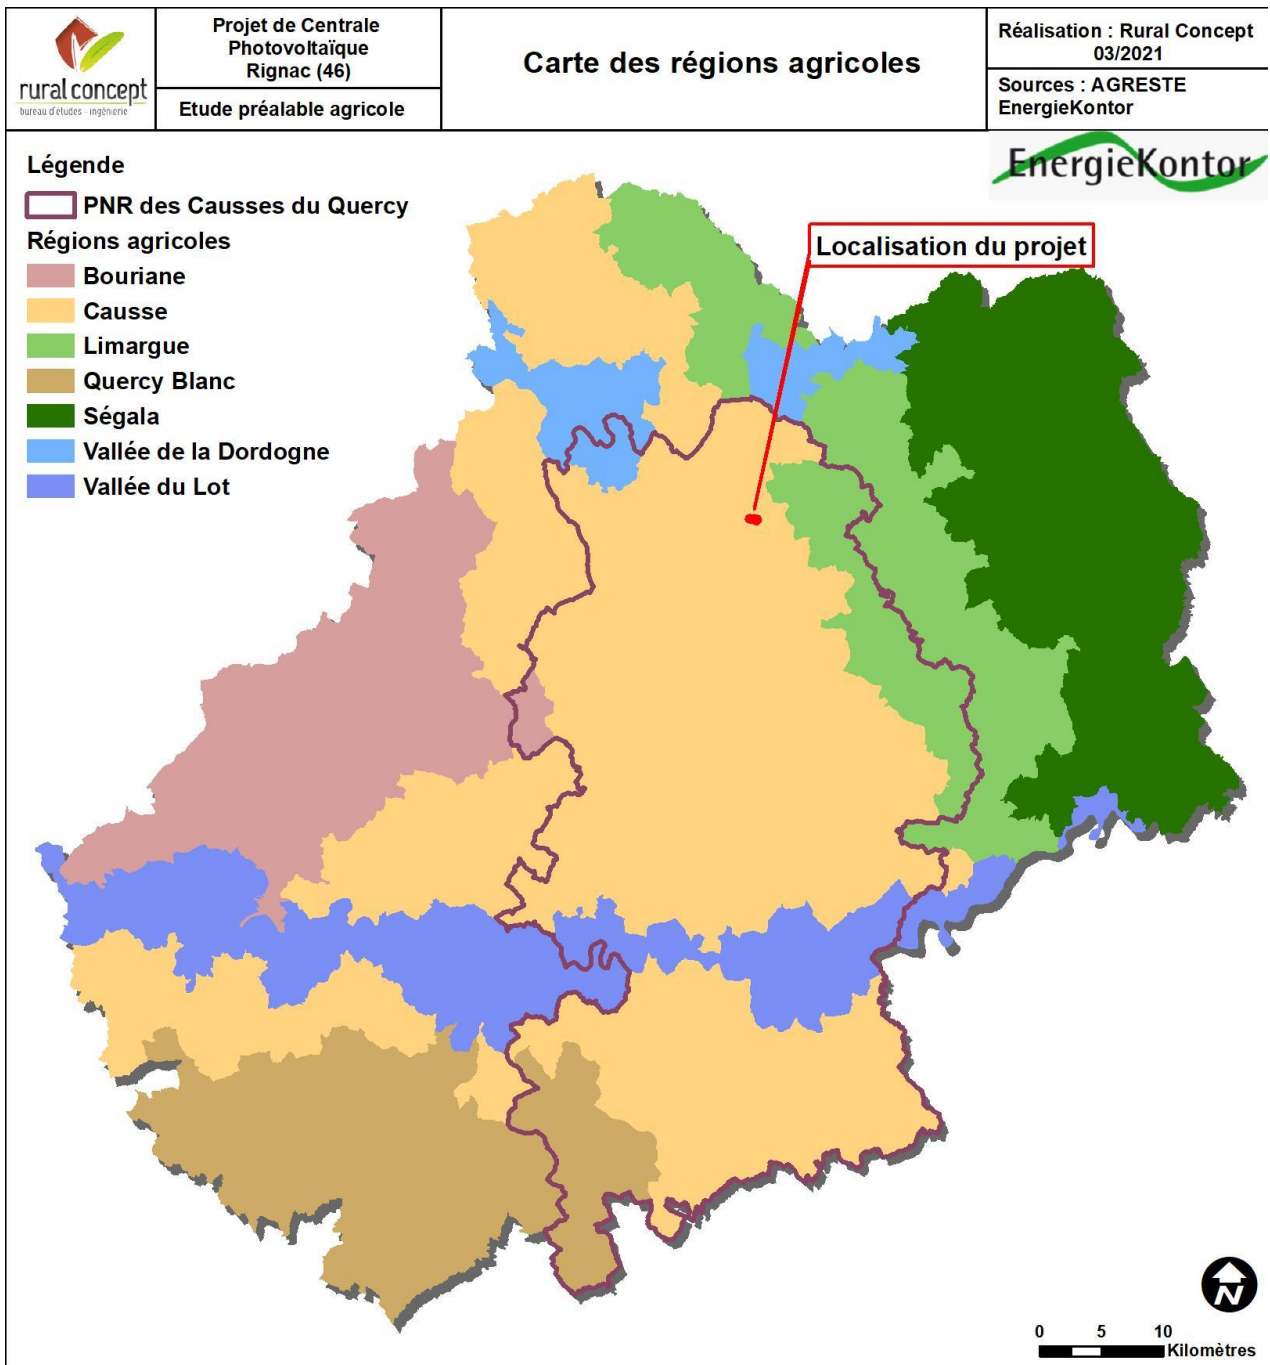 rural concept
bureau d'études - ingénierie
Projet de Centrale
Photovoltaïque
Rignac (46)
Etude préalable agricole
Carte des régions agricoles
Réalisation : Rural Concept
03/2021
Sources : AGRESTE
EnergieKontor
EnergieKontor
Légende
PNR des Causses du Quercy
Régions agricoles
Bouriane
Causse
Limargue
Quercy Blanc
Ségala
Vallée de la Dordogne
Vallée du Lot
Localisation du projet
N
0 5 10
Kilomètres